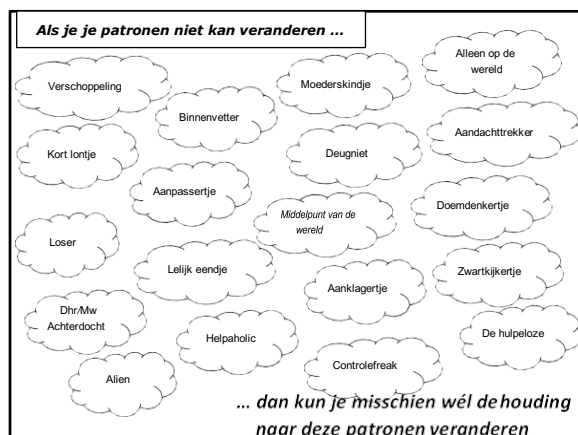 Als je je patronen niet kan veranderen ...
Alleen op de
wereld
Verschoppeling
Moederskindje
Binnenvetter
Aandachttrekker
Kort lontje
Deugniet
Aanpassertje
Doemdenkertje
Middelpunt van de
wereld
Loser
Lelijk eendje
Aanklagertje
Zwartkijkertje
Dhr/Mw
Achterdocht
Helpaholic
De hulpeloze
Controlefreak
Alien
... dan kun je misschien wél de houding
naar deze patronen veranderen